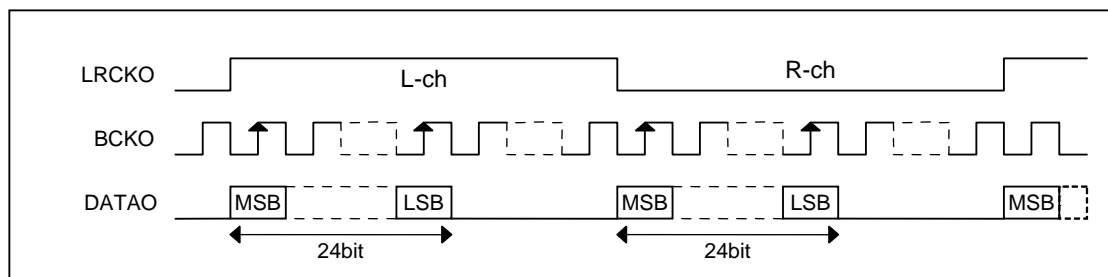 LRCKO
L-ch
R-ch
BCKO
DATAO
MSB
LSB
MSB
LSB
MSB
24bit
24bit